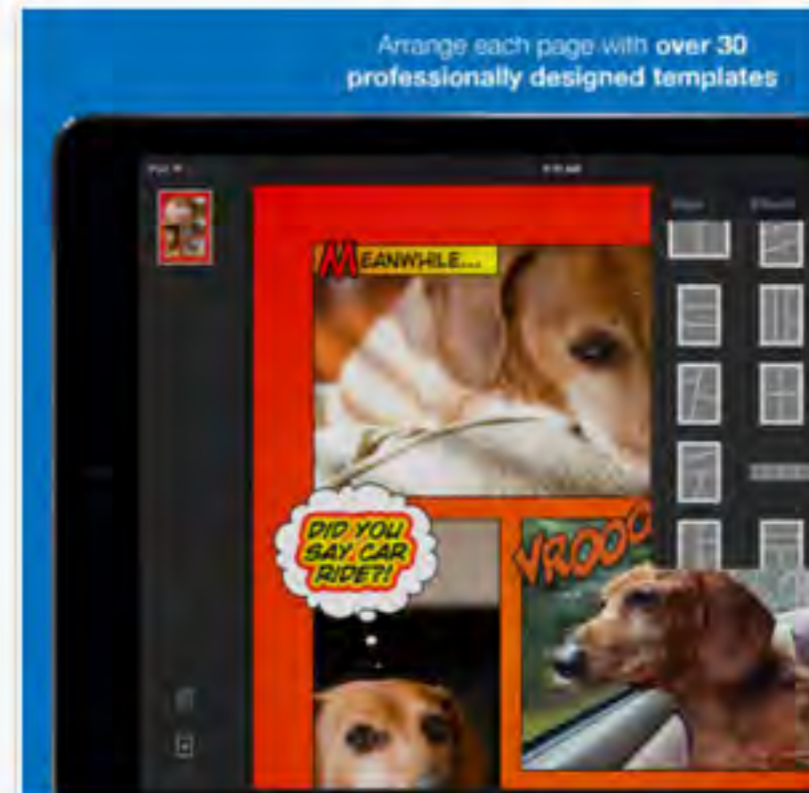 Arrange each page with over 30
professionally designed templates
MEANWHILE...
DID YOU
SAY CAR
RIDE?!
VROOO